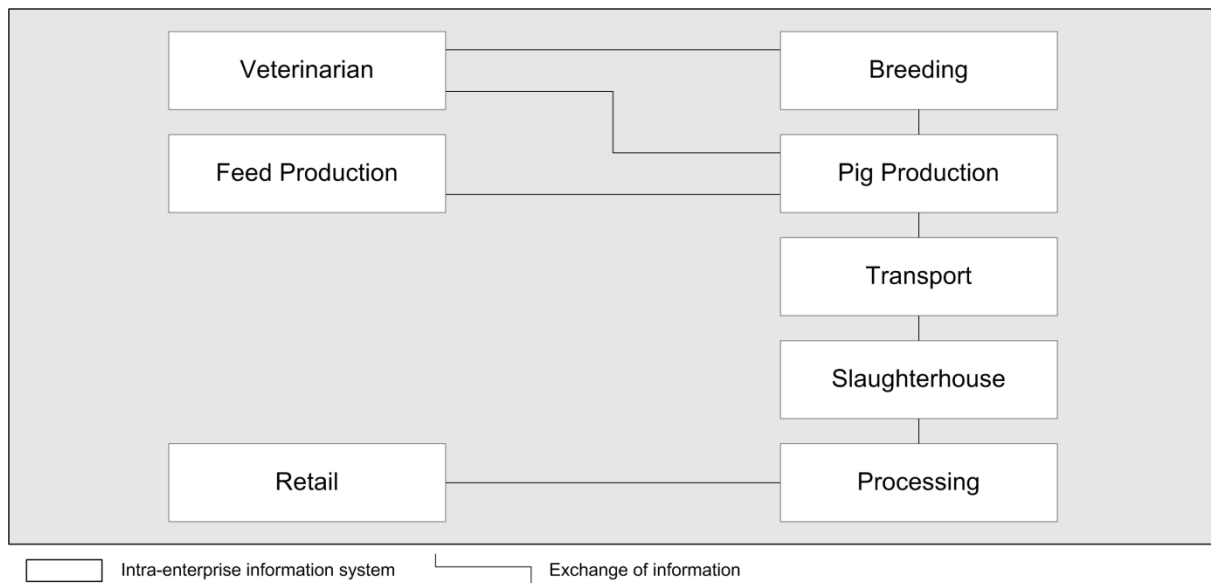 Veterinarian
Breeding
Feed Production
Pig Production
Transport
Slaughterhouse
Retail
Processing
Intra-enterprise information system
Exchange of information